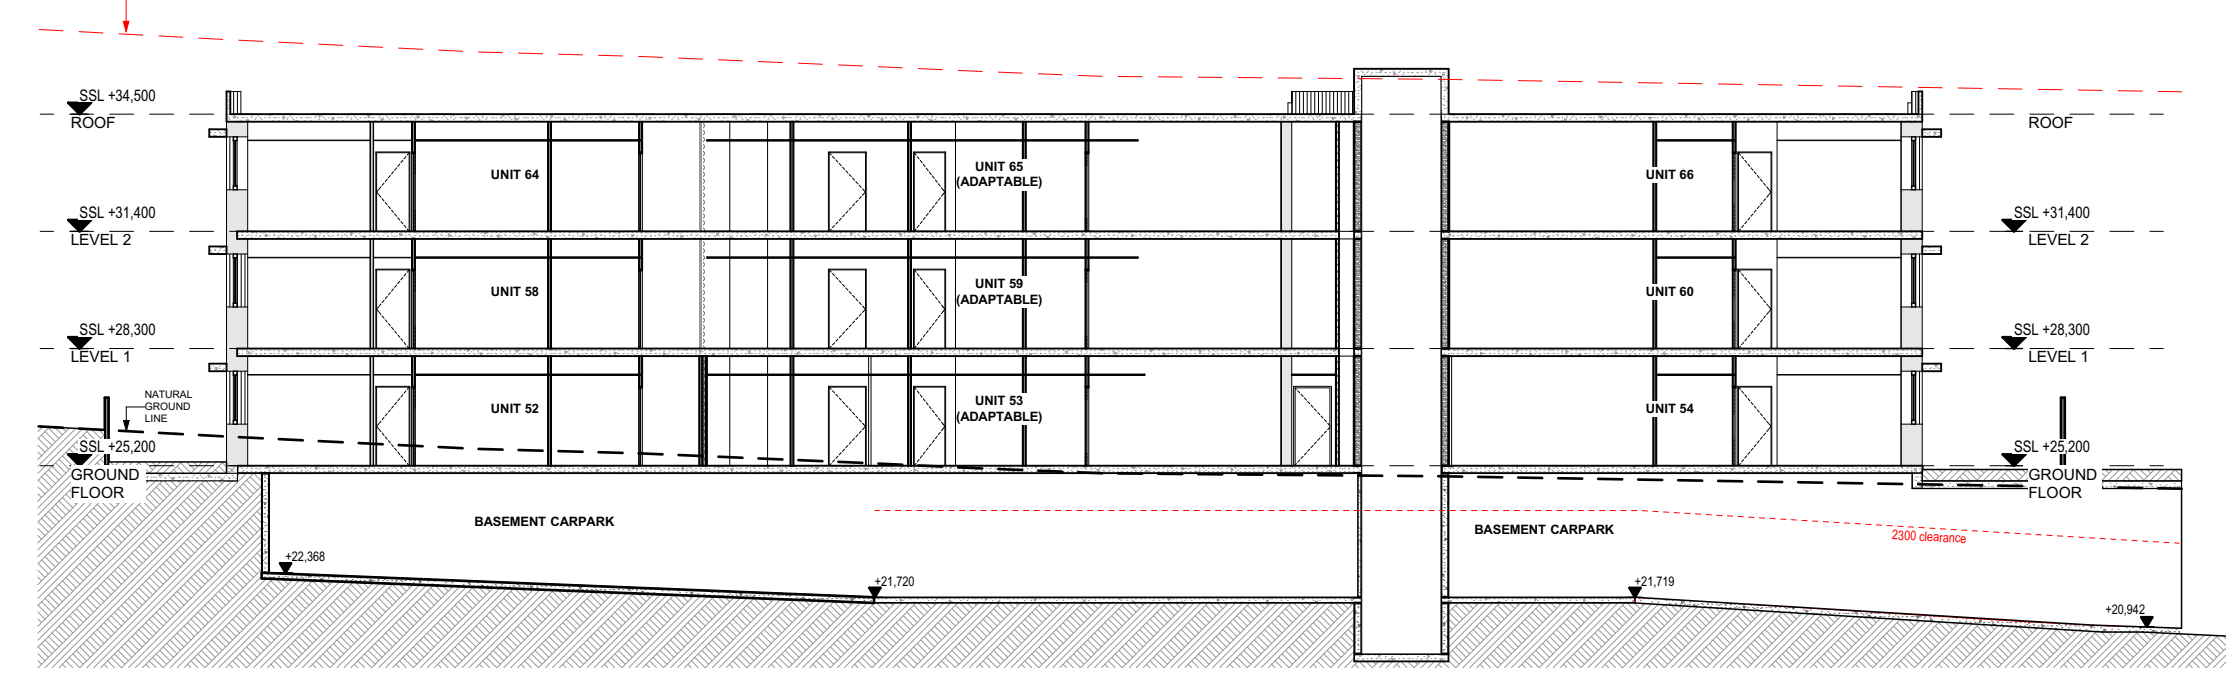 SSL +34,500
ROOF
ROOF
UNIT 64
UNIT 65
(ADAPTABLE)
UNIT 66
SSL +31,400
LEVEL 2
SSL +31,400
LEVEL 2
UNIT 58
UNIT 59
(ADAPTABLE)
UNIT 60
SSL +28,300
LEVEL 1
SSL +28,300
LEVEL 1
NATURAL
GROUND
LINE
UNIT 52
UNIT 53
(ADAPTABLE)
UNIT 54
SSL +25,200
GROUND
FLOOR
SSL +25,200
GROUND
FLOOR
BASEMENT CARPARK
BASEMENT CARPARK
2300 clearance
+22,368
+21,720
+21,719
+20,942